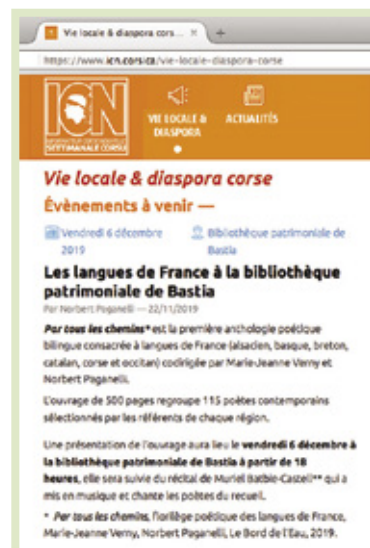 Vie locale & diaspora cors... ×
+
https://www.icn.corsica/vie-locale-diaspora-corse
ICN
SETTIMANALE CORSU
VIE LOCALE &
DIASPORA
ACTUALITÉS
Vie locale & diaspora corse
Évènements à venir —
Vendredi 6 décembre
2019
Bibliothèque patrimoniale de
Bastia
Les langues de France à la bibliothèque
patrimoniale de Bastia
Par Norbert Paganelli — 22/11/2019
Par tous les chemins* est la première anthologie poétique
bilingue consacrée à langues de France (alsacien, basque, breton,
catalan, corse et occitan) codirigée par Marie-Jeanne Verny et
Norbert Paganelli.
L'ouvrage de 500 pages regroupe 115 poètes contemporains
sélectionnés par les référents de chaque région.
Une présentation de l'ouvrage aura lieu le vendredi 6 décembre à
la bibliothèque patrimoniale de Bastia à partir de 18
heures, elle sera suivie du récital de Muriel Batbie-Castell** qui a
mis en musique et chante les poètes du recueil.
* Par tous les chemins, florilège poétique des langues de France,
Marie-Jeanne Verny, Norbert Paganelli, Le Bord de l'Eau, 2019.